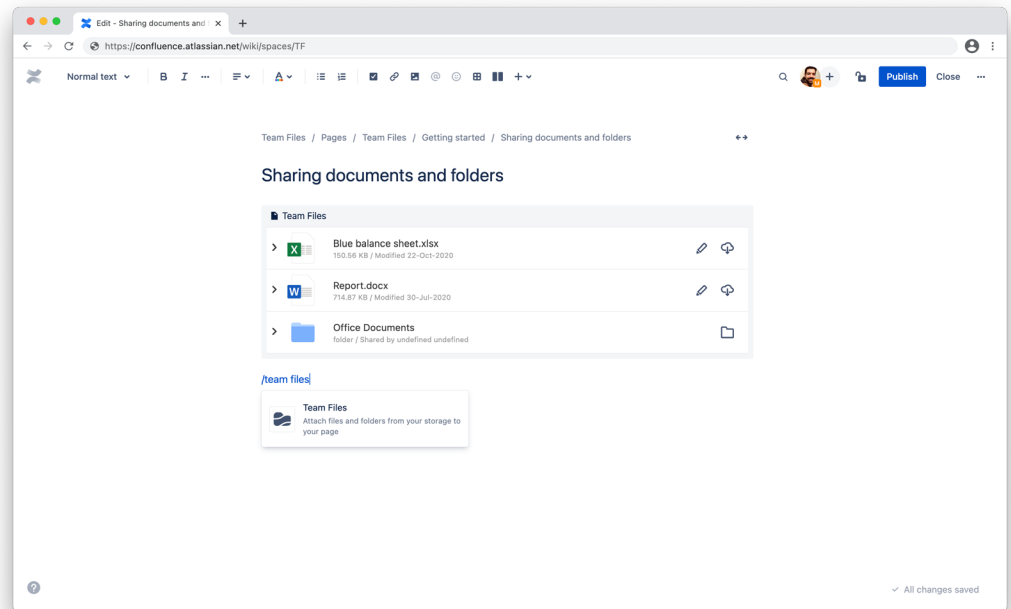 Edit - Sharing documents and f
https://confluence.atlassian.net/wiki/spaces/TF
Normal text
B I A
Publish Close
Team Files / Pages / Team Files / Getting started / Sharing documents and folders
Sharing documents and folders
Team Files
X
Blue balance sheet.xlsx
150.56 KB / Modified 22-Oct-2020
W
Report.docx
714.87 KB / Modified 30-Jul-2020
Office Documents
folder / Shared by undefined undefined
/team files
Team Files
Attach files and folders from your storage to
your page
All changes saved